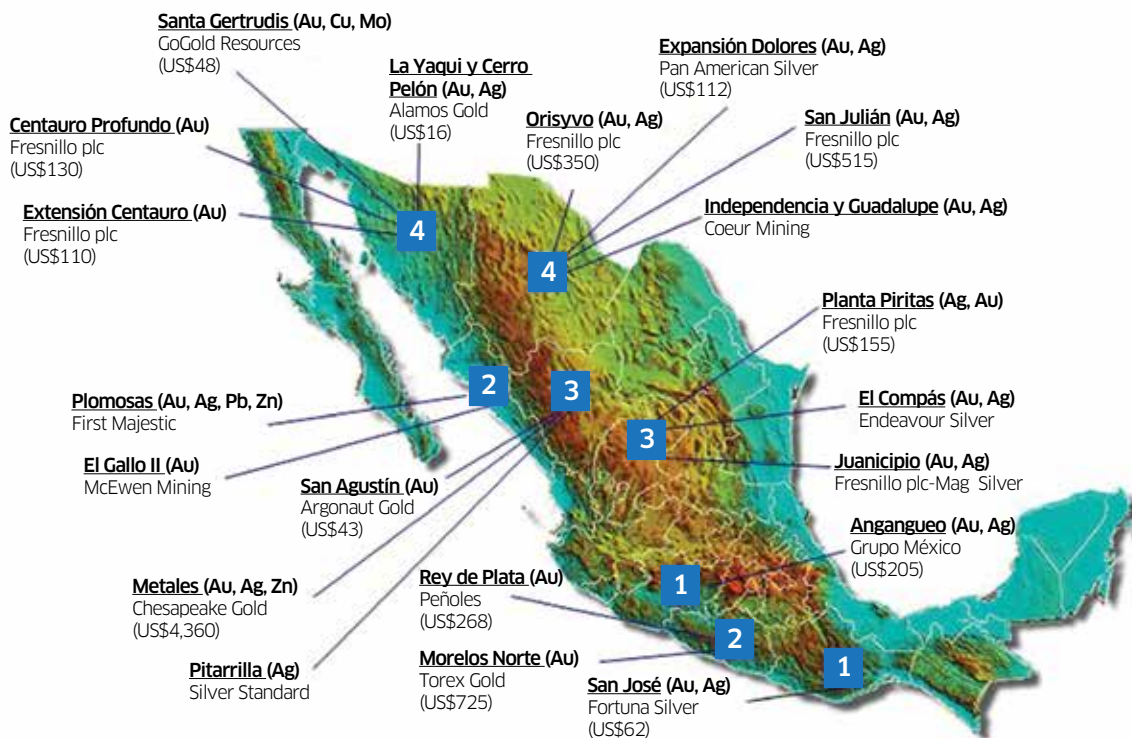 Santa Gertrudis (Au, Cu, Mo)
GoGold Resources
(US$48)
La Yaqui y Cerro
Pelón (Au, Ag)
Alamos Gold
(US$16)
Expansión Dolores (Au, Ag)
Pan American Silver
(US$112)
Centauro Profundo (Au)
Fresnillo plc
(US$130)
Orisyvo (Au, Ag)
Fresnillo plc
(US$350)
San Julián (Au, Ag)
Fresnillo plc
(US$515)
Extensión Centauro (Au)
Fresnillo plc
(US$110)
Independencia y Guadalupe (Au, Ag)
Coeur Mining
4
4
Planta Piritas (Ag, Au)
Fresnillo plc
(US$155)
2
3
Plomosas (Au, Ag, Pb, Zn)
First Majestic
El Compás (Au, Ag)
Endeavour Silver
3
El Gallo II (Au)
McEwen Mining
Juanicipio (Au, Ag)
Fresnillo plc-Mag Silver
San Agustín (Au)
Argonaut Gold
(US$43)
Angangueo (Au, Ag)
Grupo México
(US$205)
Metales (Au, Ag, Zn)
Chesapeake Gold
(US$4,360)
Rey de Plata (Au)
Peñoles
(US$268)
1
2
Pitarrilla (Ag)
Silver Standard
Morelos Norte (Au)
Torex Gold
(US$725)
1
San José (Au, Ag)
Fortuna Silver
(US$62)